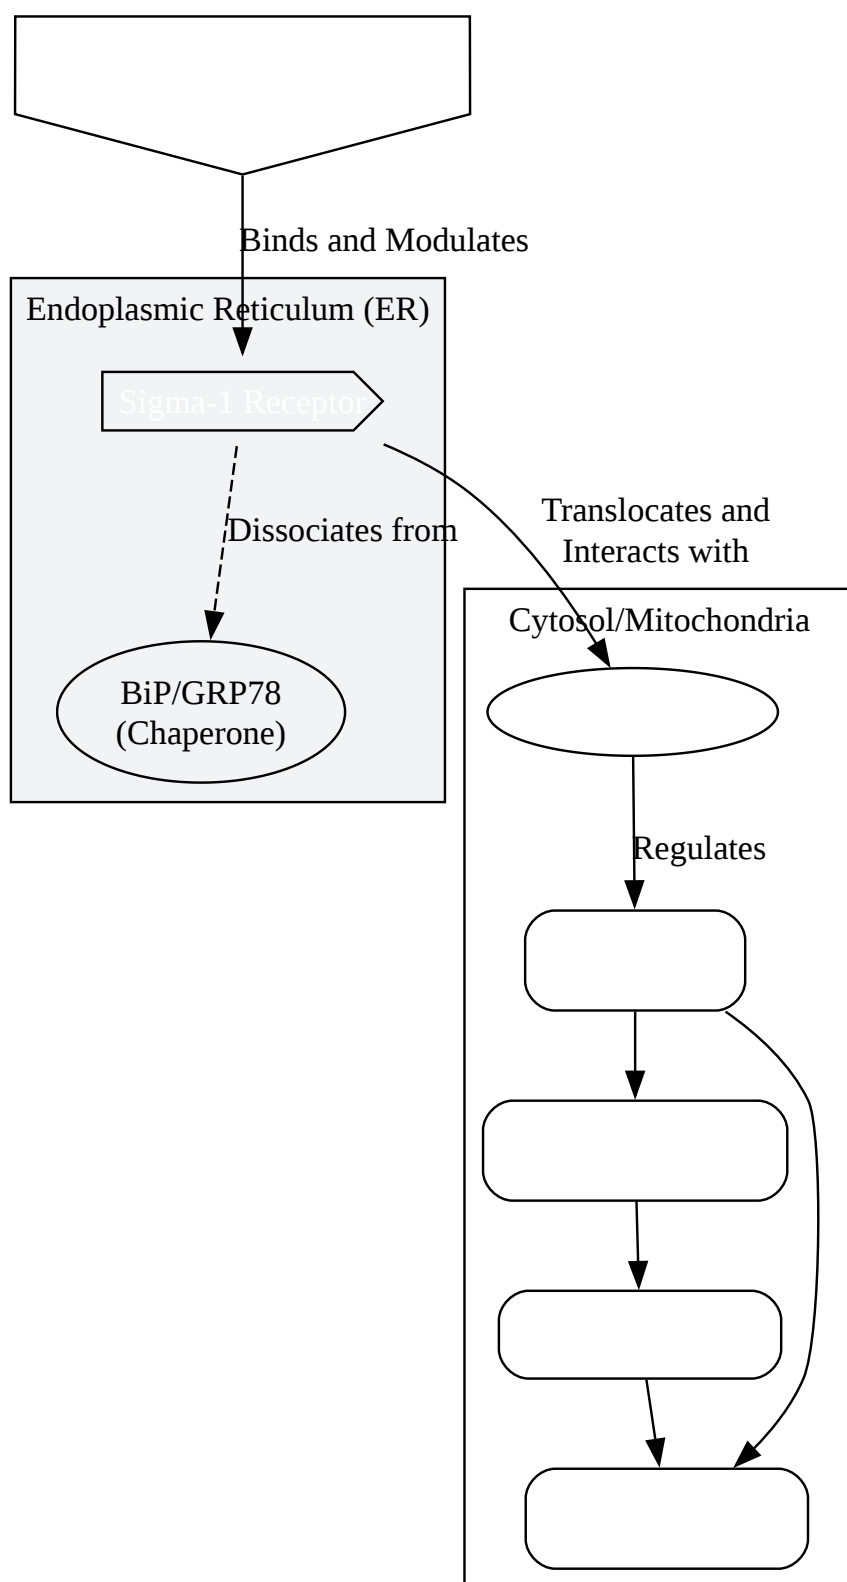 Binds and Modulates
Endoplasmic Reticulum (ER)
Sigma-1 Receptor
Dissociates from
Translocates and
Interacts with
Cytosol/Mitochondria
BiP/GRP78
(Chaperone)
Regulates